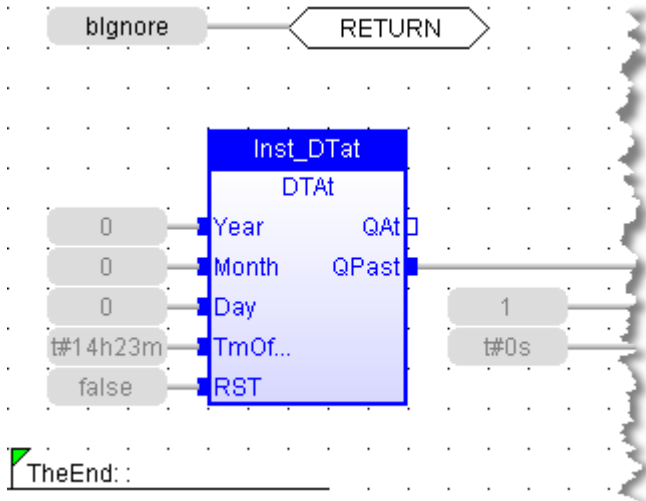 bIgnore RETURN
Inst_DTat
DTAt
0 Year QAt
0 Month QPast
0 Day 1
t#14h23m TmOf... t#0s
false RST
TheEnd: :